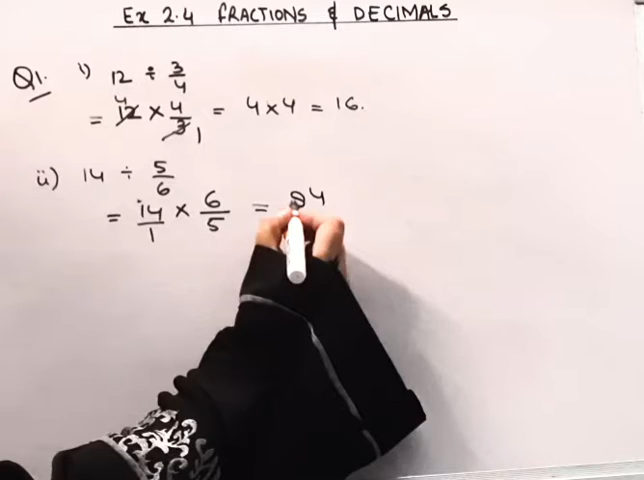 Ex 2.4 FRACTIONS & DECIMALS
Q1. i) 12 ÷ 3/4
= 12 4 × 4/3 1 = 4×4 = 16.
ii) 14 ÷ 5/6
= 14/1 × 6/5 = 84